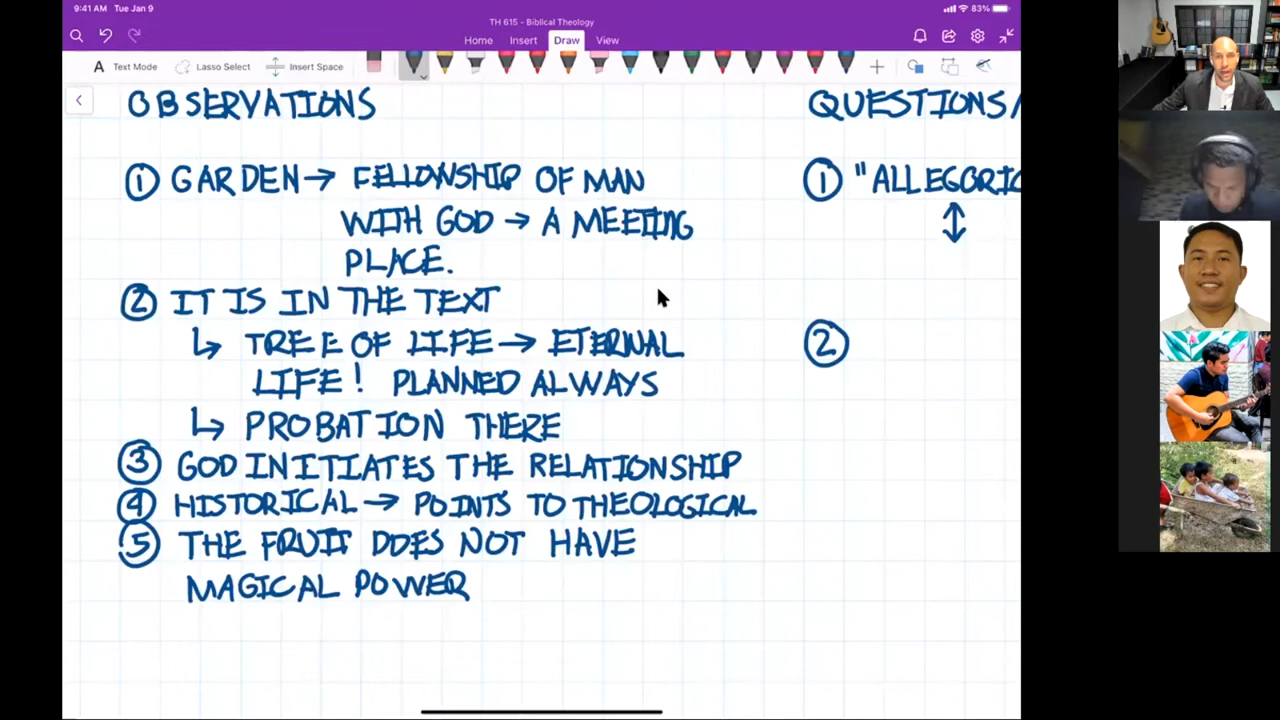 9:41 AM Tue Jan 9
83%
TH 615 - Biblical Theology
Home Insert Draw View
Text Mode Lasso Select Insert Space
OBSERVATIONS
① GARDEN → FELLOWSHIP OF MAN
WITH GOD → A MEETING
PLACE.
② IT IS IN THE TEXT
↳ TREE OF LIFE → ETERNAL
LIFE! PLANNED ALWAYS
↳ PROBATION THERE
③ GOD INITIATES THE RELATIONSHIP
④ HISTORICAL → POINTS TO THEOLOGICAL
⑤ THE FRUIT DOES NOT HAVE
MAGICAL POWER
QUESTIONS/
① "ALLEGORIC
↕
②